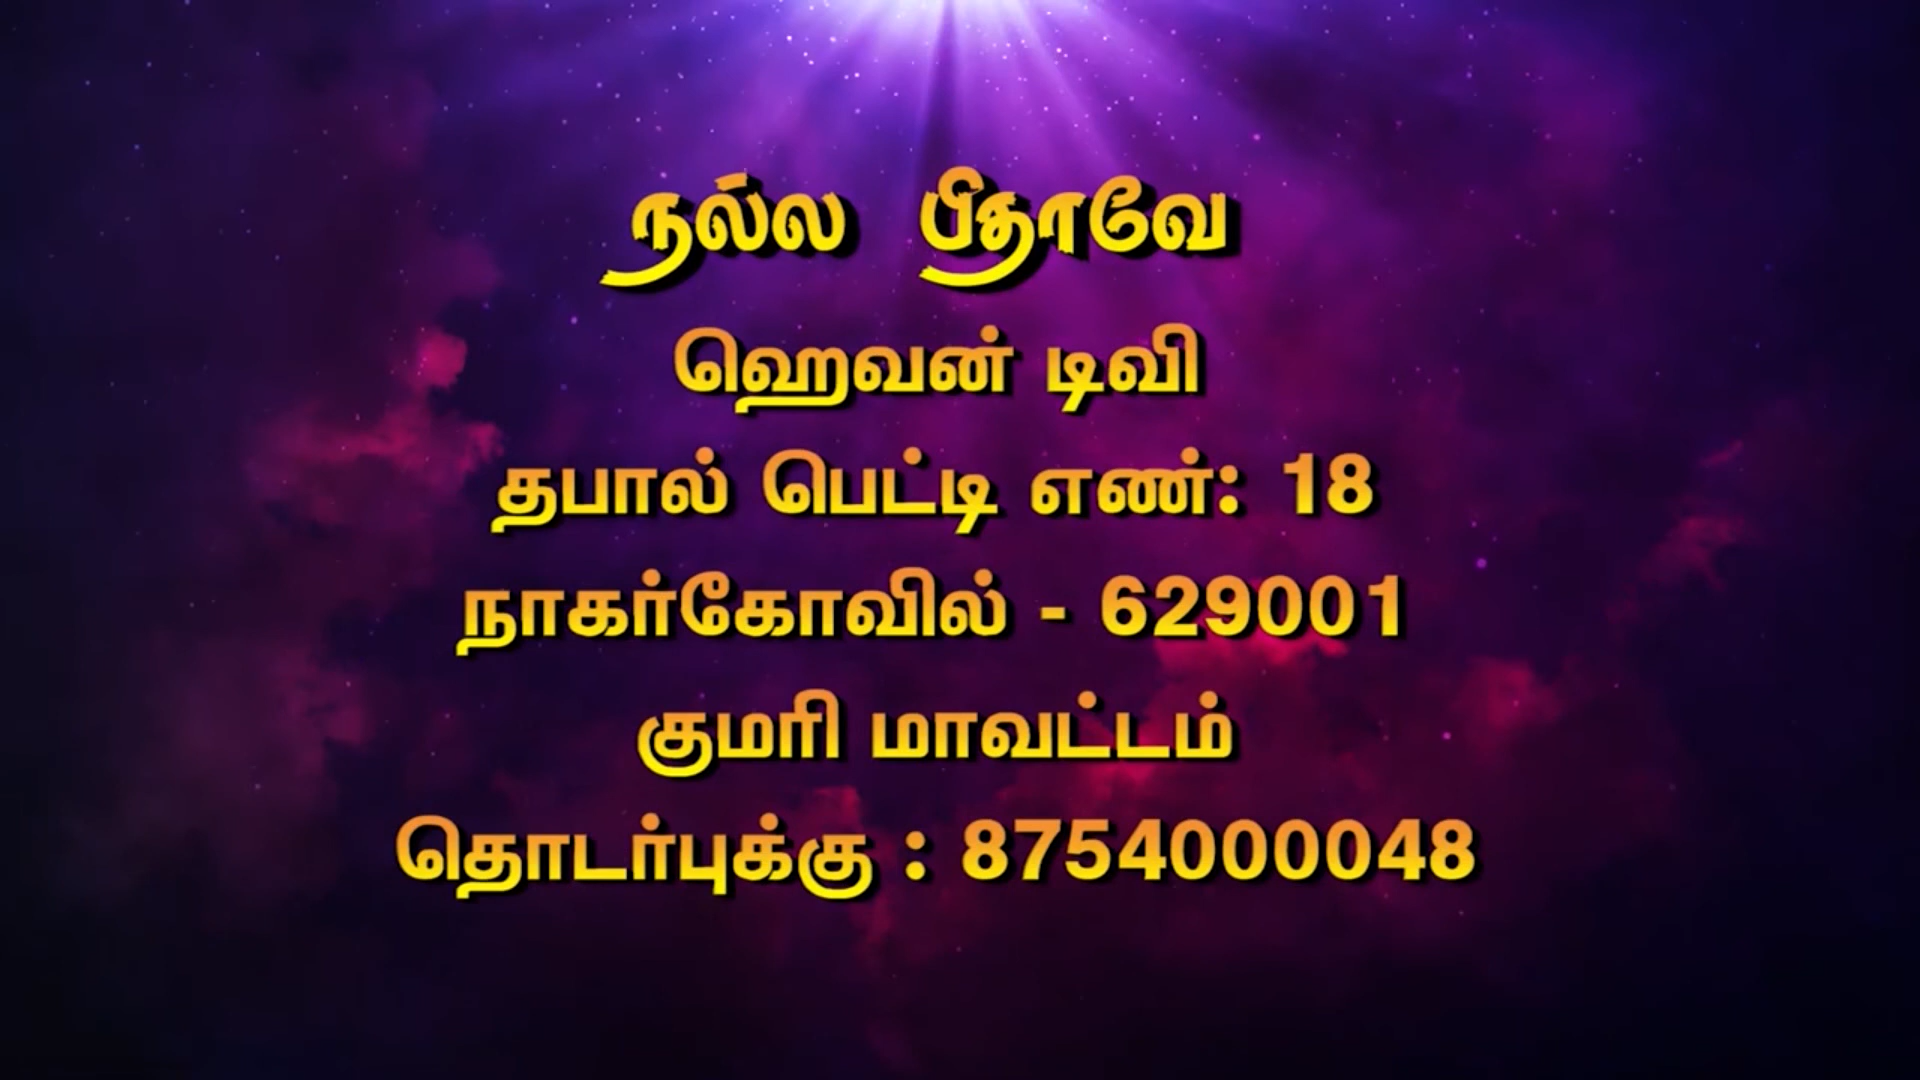 நல்ல பிதாவே
ஹெவன் டிவி
தபால் பெட்டி எண்: 18
நாகர்கோவில் - 629001
குமரி மாவட்டம்
தொடர்புக்கு : 8754000048